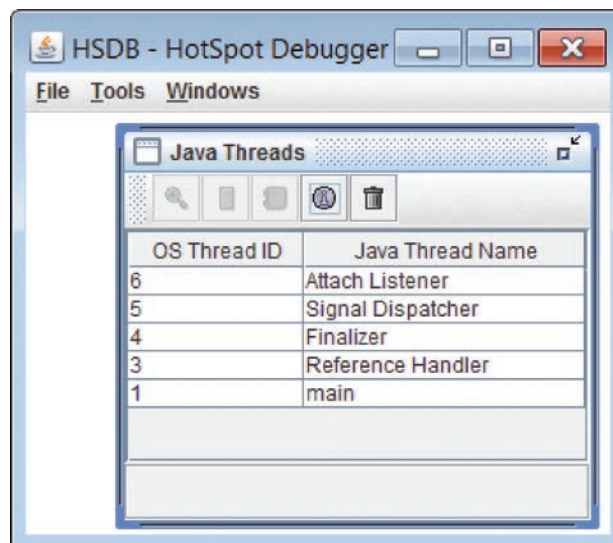 HSDB - HotSpot Debugger
File Tools Windows
Java Threads
OS Thread ID Java Thread Name
6 Attach Listener
5 Signal Dispatcher
4 Finalizer
3 Reference Handler
1 main